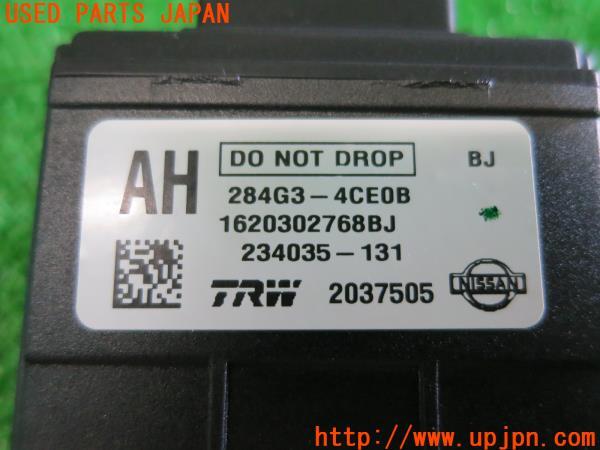 USED PARTS JAPAN
AH
DO NOT DROP
BJ
284G3-4CE0B
1620302768BJ
234035-131
TRW
2037505
NISSAN
http://www.upjpn.com